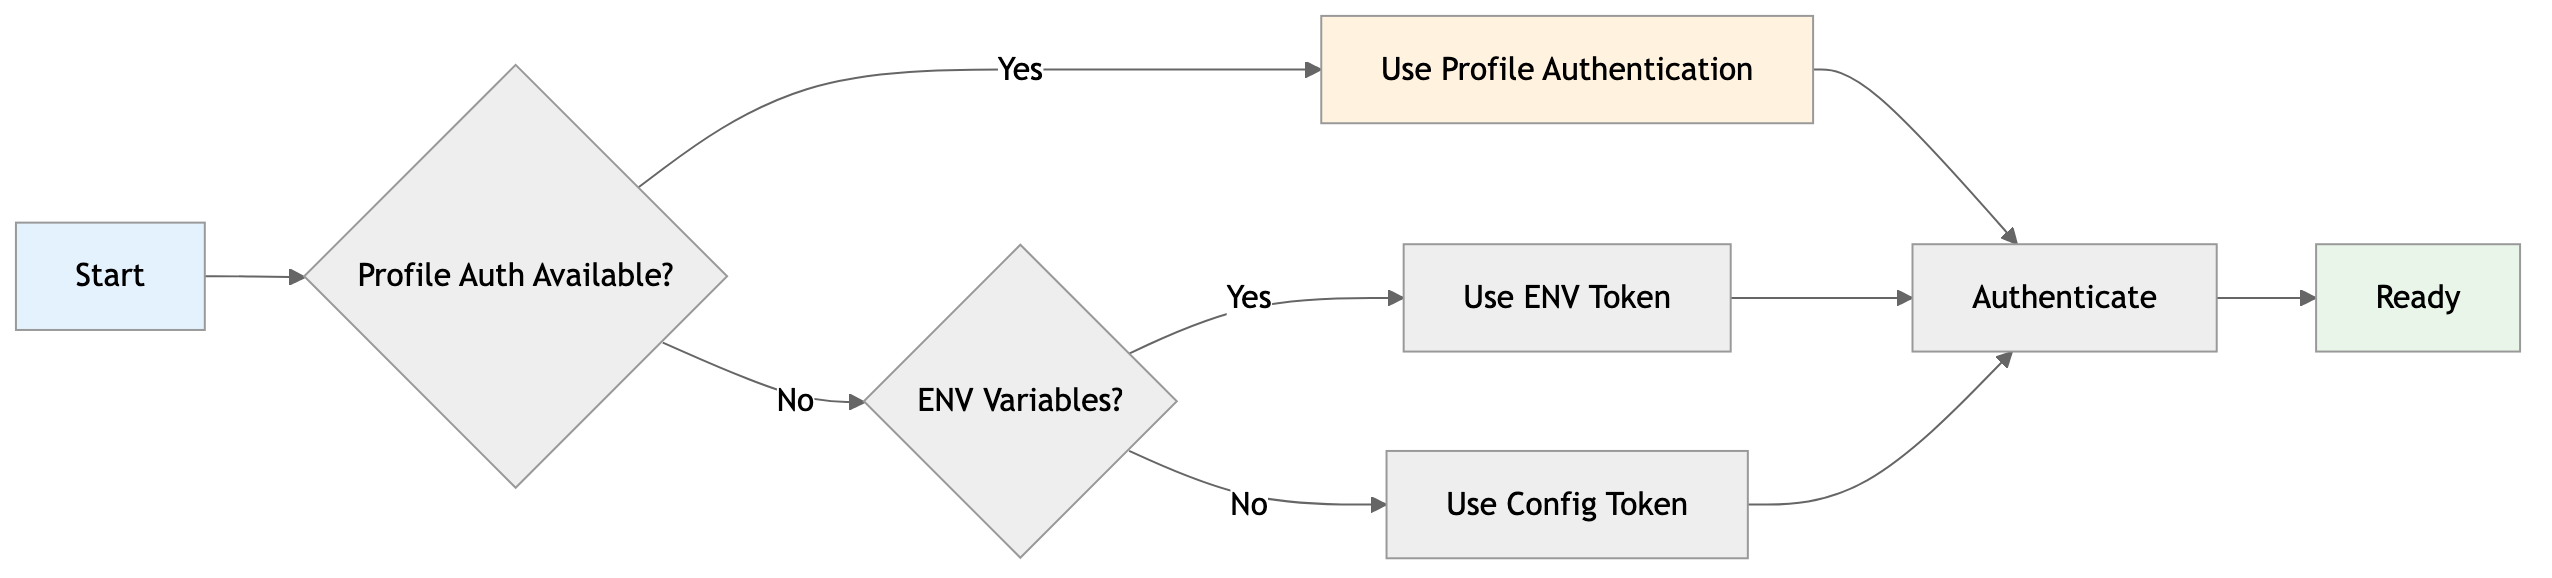 Start
Profile Auth Available?
Yes
Use Profile Authentication
No
ENV Variables?
Yes
Use ENV Token
No
Use Config Token
Authenticate
Ready